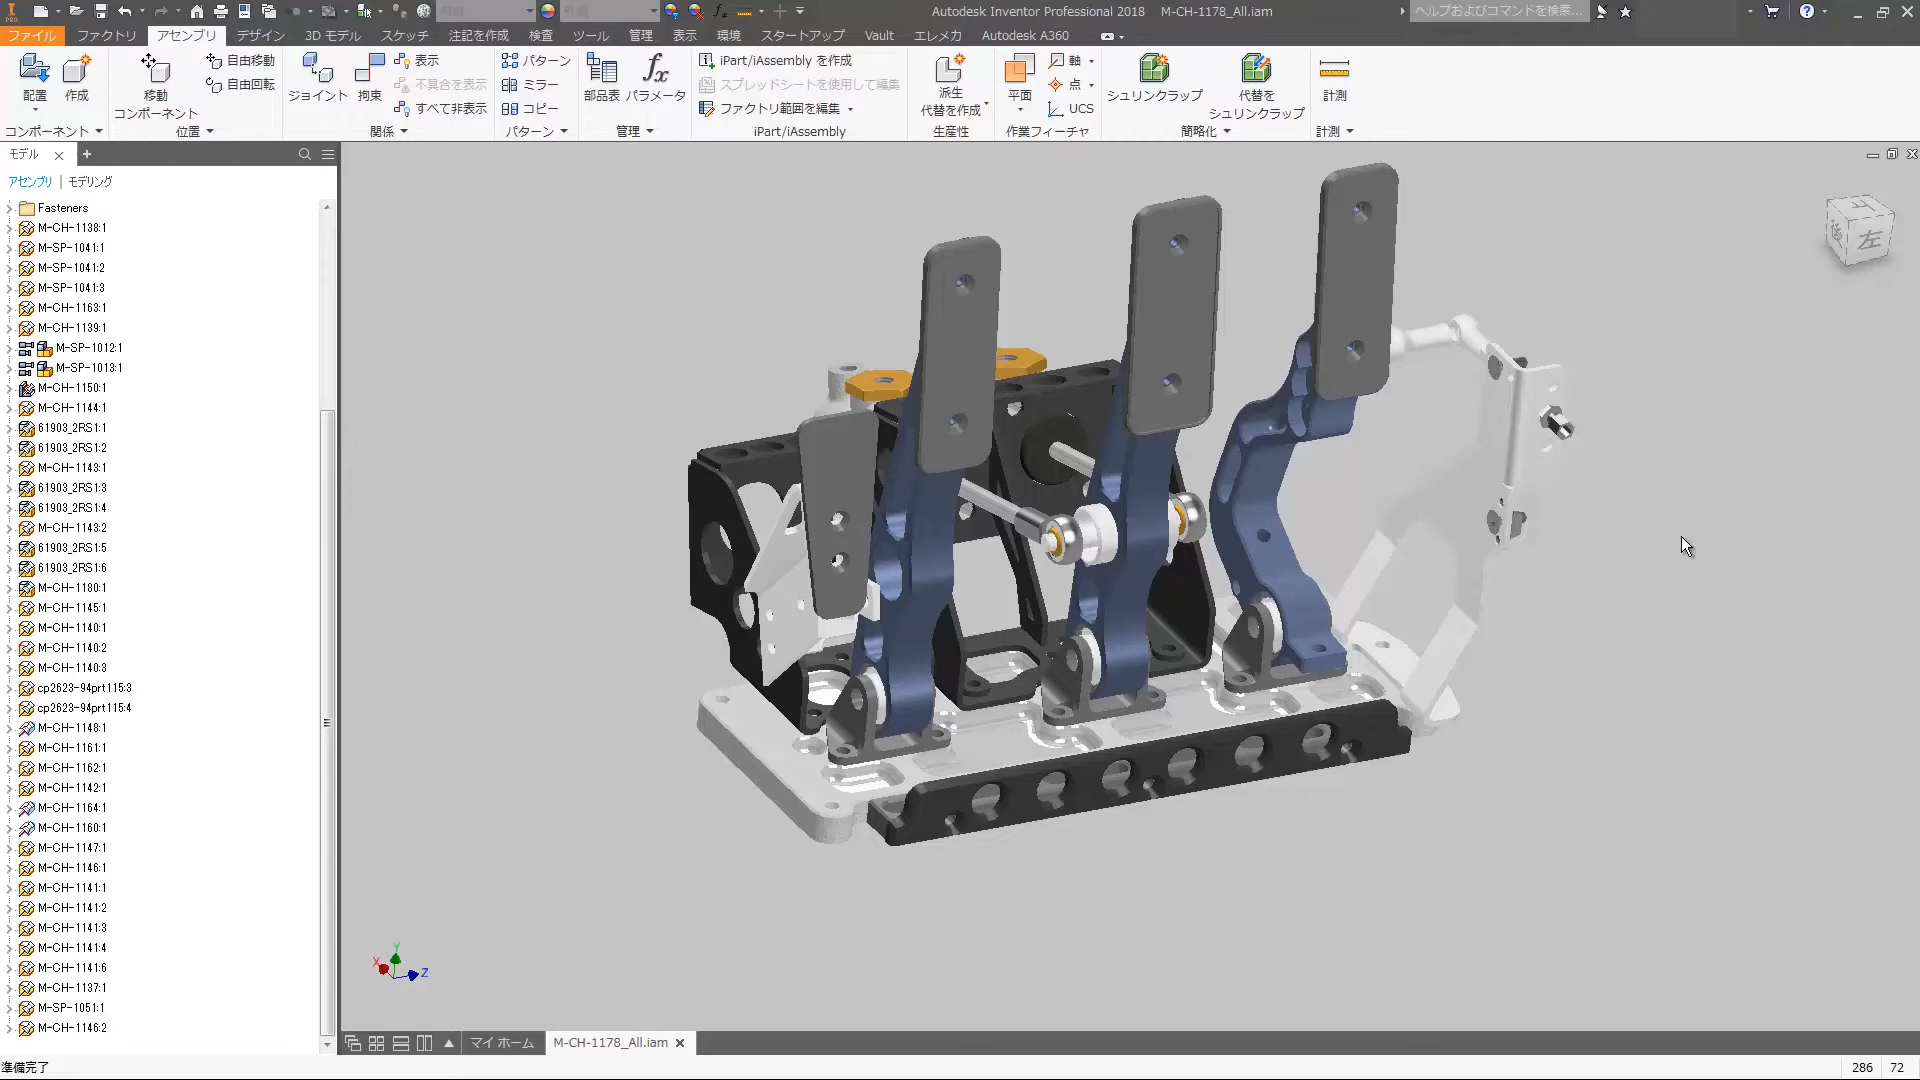 Autodesk Inventor Professional 2018 M-CH-1178_All.iam
ヘルプおよびコマンドを検索...
ファイル ファクトリ アセンブリ デザイン 3D モデル スケッチ 注記を作成 検査 ツール 管理 表示 環境 スタートアップ Vault エレメカ Autodesk A360
配置
作成
移動
コンポーネント
自由移動
自由回転
ジョイント
拘束
表示
不具合を表示
すべて非表示
パターン
ミラー
コピー
部品表
パラメータ
iPart/iAssembly を作成
スプレッドシートを使用して編集
ファクトリ範囲を編集
派生
代替を作成
平面
軸
点
UCS
シュリンクラップ
代替を
シュリンクラップ
計測
コンポーネント 位置 関係 パターン 管理 iPart/iAssembly 生産性 作業フィーチャ 簡略化 計測
モデル
アセンブリ | モデリング
Fasteners
M-CH-1138:1
M-SP-1041:1
M-SP-1041:2
M-SP-1041:3
M-CH-1163:1
M-CH-1139:1
M-SP-1012:1
M-SP-1013:1
M-CH-1150:1
M-CH-1144:1
61903_2RS1:1
61903_2RS1:2
M-CH-1143:1
61903_2RS1:3
61903_2RS1:4
M-CH-1143:2
61903_2RS1:5
61903_2RS1:6
M-CH-1180:1
M-CH-1145:1
M-CH-1140:1
M-CH-1140:2
M-CH-1140:3
cp2623-94prt115:3
cp2623-94prt115:4
M-CH-1148:1
M-CH-1161:1
M-CH-1162:1
M-CH-1142:1
M-CH-1164:1
M-CH-1160:1
M-CH-1147:1
M-CH-1146:1
M-CH-1141:1
M-CH-1141:2
M-CH-1141:3
M-CH-1141:4
M-CH-1141:6
M-CH-1137:1
M-SP-1051:1
M-CH-1146:2
左
X Y Z
マイ ホーム
M-CH-1178_All.iam
準備完了
286 72